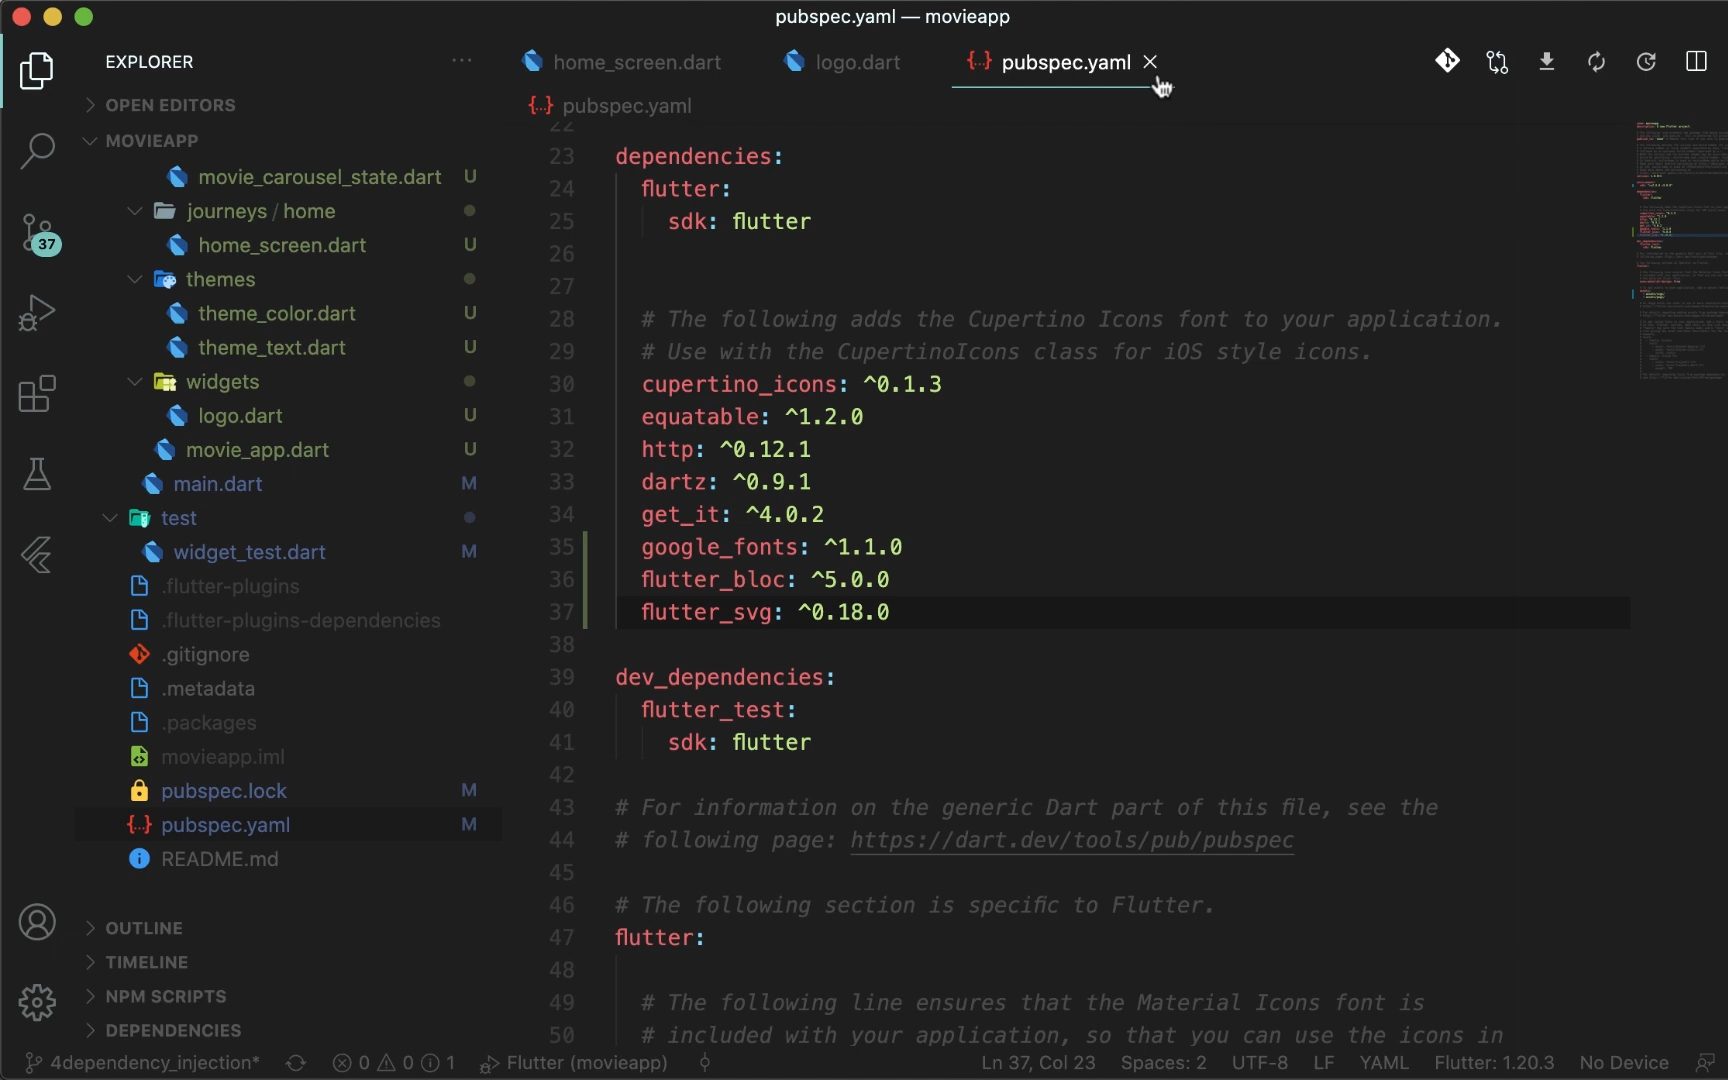 pubspec.yaml — movieapp
EXPLORER
home_screen.dart
logo.dart
{..} pubspec.yaml
OPEN EDITORS
{..} pubspec.yaml
MOVIEAPP
movie_carousel_state.dart U
journeys / home
home_screen.dart U
37
themes
theme_color.dart U
theme_text.dart U
widgets
logo.dart U
movie_app.dart U
main.dart M
test
widget_test.dart M
.flutter-plugins
.flutter-plugins-dependencies
.gitignore
.metadata
.packages
movieapp.iml
pubspec.lock M
{..} pubspec.yaml M
README.md
OUTLINE
TIMELINE
NPM SCRIPTS
DEPENDENCIES
22
23 dependencies:
24 flutter:
25 sdk: flutter
26
27
28 # The following adds the Cupertino Icons font to your application.
29 # Use with the CupertinoIcons class for iOS style icons.
30 cupertino_icons: ^0.1.3
31 equatable: ^1.2.0
32 http: ^0.12.1
33 dartz: ^0.9.1
34 get_it: ^4.0.2
35 google_fonts: ^1.1.0
36 flutter_bloc: ^5.0.0
37 flutter_svg: ^0.18.0
38
39 dev_dependencies:
40 flutter_test:
41 sdk: flutter
42
43 # For information on the generic Dart part of this file, see the
44 # following page: https://dart.dev/tools/pub/pubspec
45
46 # The following section is specific to Flutter.
47 flutter:
48
49 # The following line ensures that the Material Icons font is
50 # included with your application, so that you can use the icons in
4dependency_injection* 0 0 1 Flutter (movieapp) Ln 37, Col 23 Spaces: 2 UTF-8 LF YAML Flutter: 1.20.3 No Device